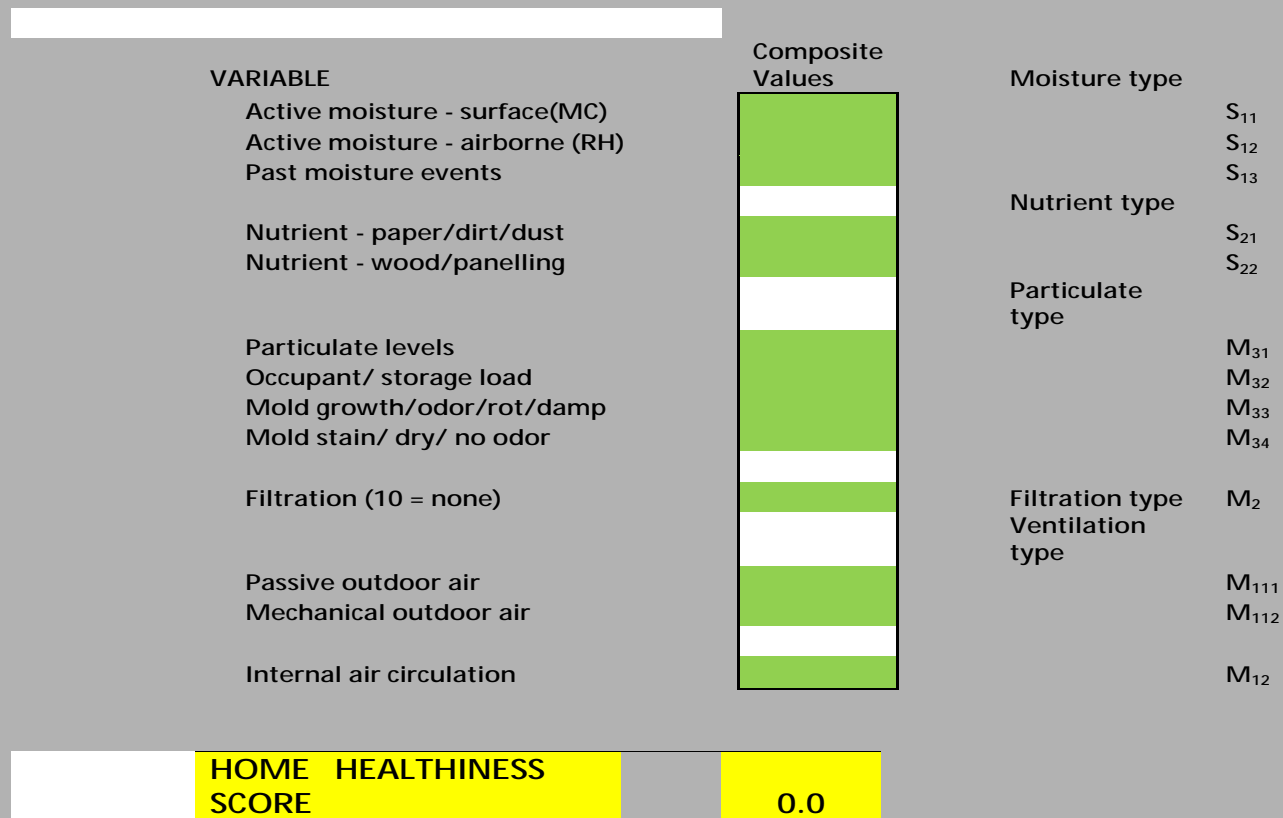 Composite
VARIABLE Values Moisture type
Active moisture - surface(MC) S₁₁
Active moisture - airborne (RH) S₁₂
Past moisture events S₁₃
Nutrient type
Nutrient - paper/dirt/dust S₂₁
Nutrient - wood/panelling S₂₂
Particulate
type
Particulate levels M₃₁
Occupant/ storage load M₃₂
Mold growth/odor/rot/damp M₃₃
Mold stain/ dry/ no odor M₃₄
Filtration (10 = none) Filtration type M₂
Ventilation
type
Passive outdoor air M₁₁₁
Mechanical outdoor air M₁₁₂
Internal air circulation M₁₂
HOME HEALTHINESS
SCORE 0.0